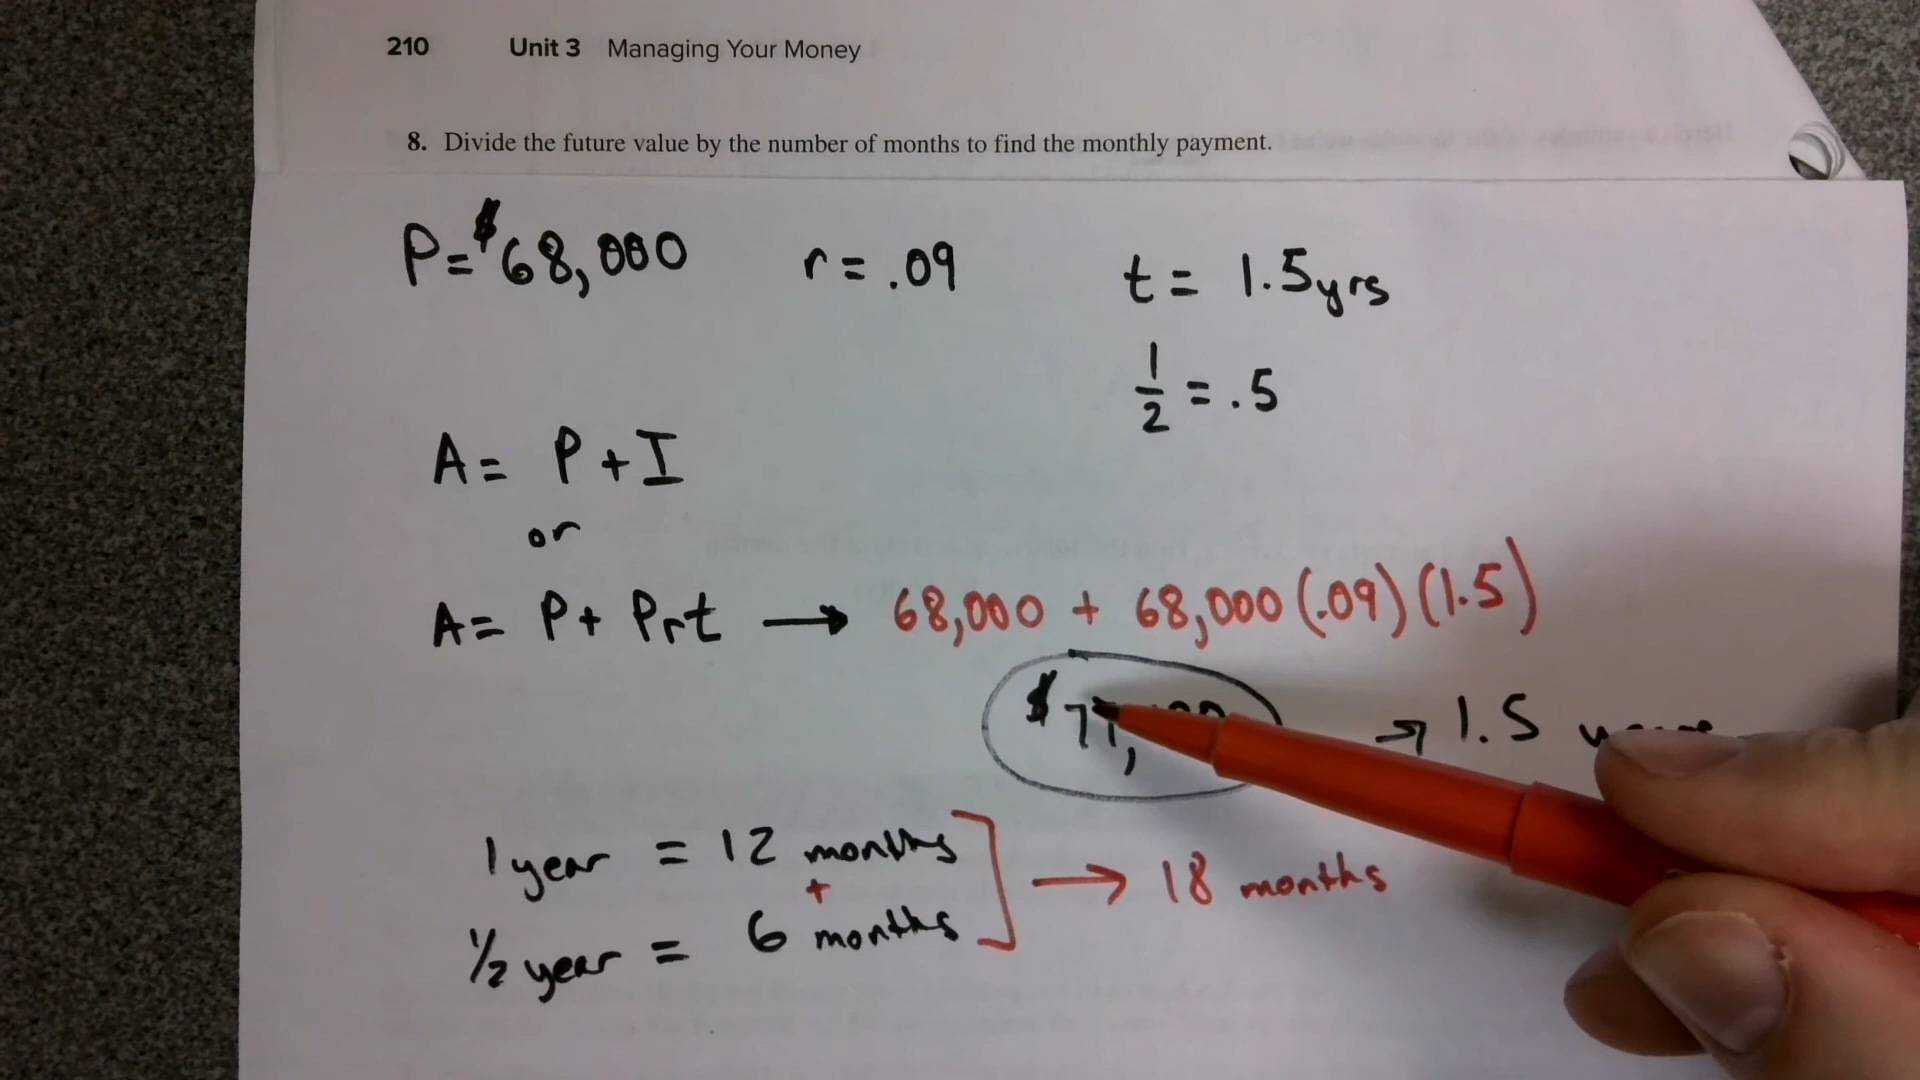 210 Unit 3 Managing Your Money
8. Divide the future value by the number of months to find the monthly payment.
P=$68,000 r=.09 t= 1.5yrs
1/2 = .5
A= P+I
or
A= P+ Prt → 68,000 + 68,000(.09)(1.5)
$77, → 1.5
1 year = 12 months
+
→ 18 months
1/2 year = 6 months